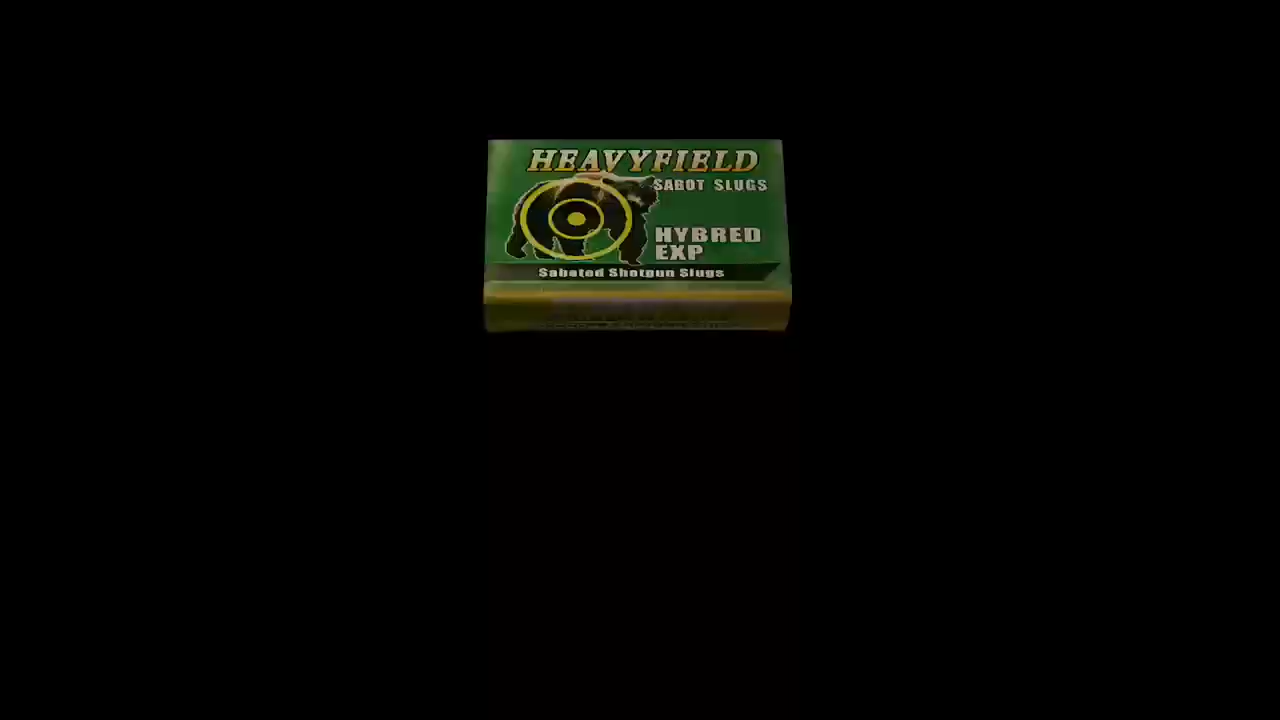 HEAVYFIELD
SABOT SLUGS
HYBRED
EXP
Saboted Shotgun Slugs